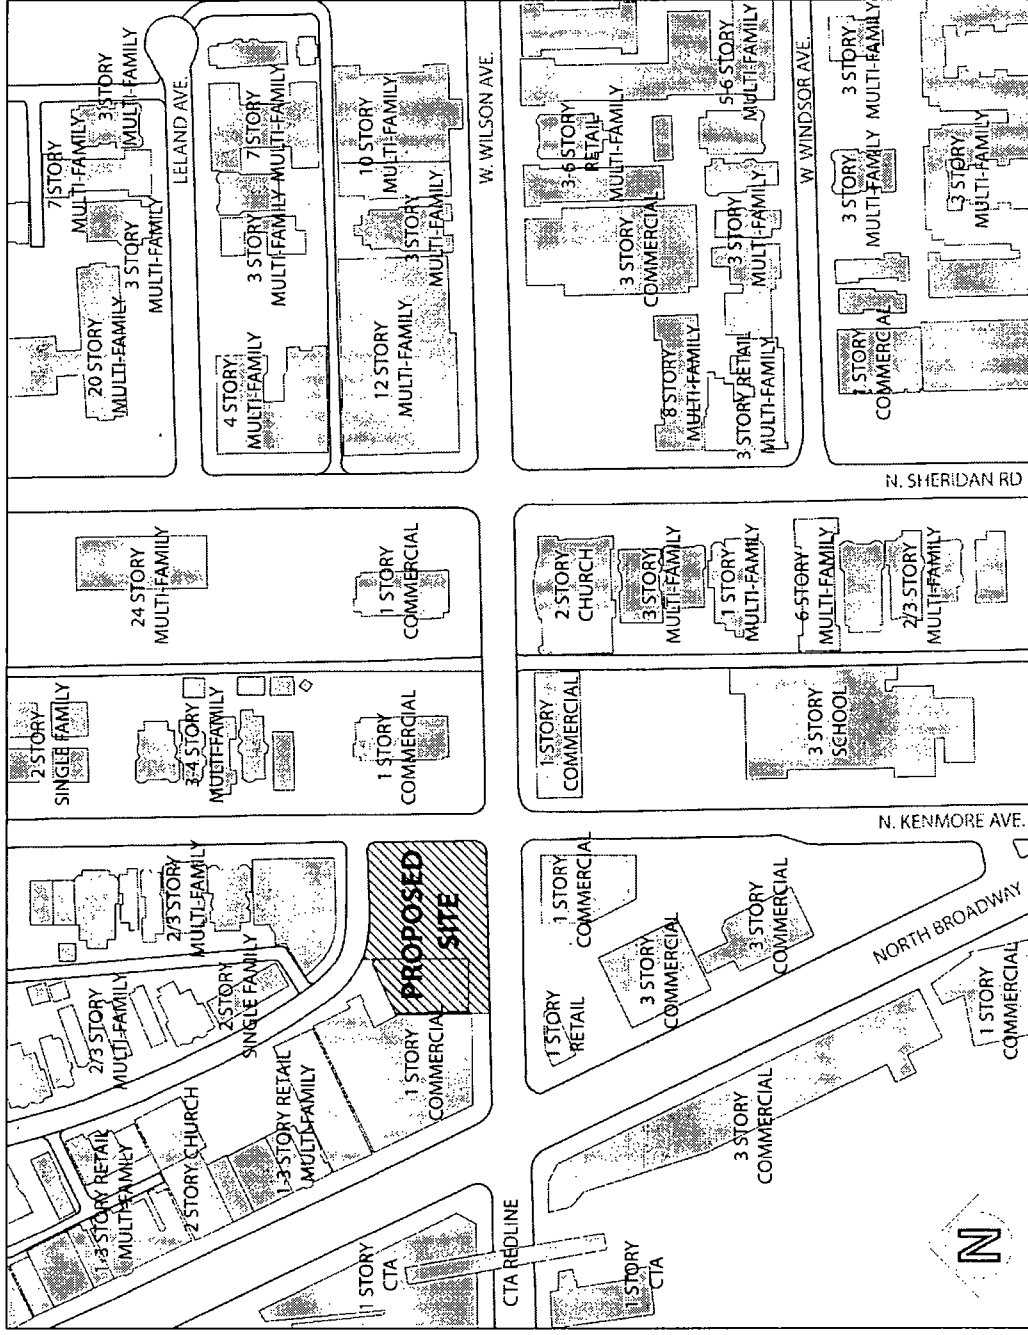 7 STORY
MULTI-FAMILY
3 STORY
MULTI-FAMILY
3 STORY
MULTI-FAMILY
20 STORY
MULTI-FAMILY
LELAND AVE.
7 STORY
MULTI-FAMILY
3 STORY
MULTI-FAMILY
4 STORY
MULTI-FAMILY
10 STORY
MULTI-FAMILY
3 STORY
MULTI-FAMILY
12 STORY
MULTI-FAMILY
W. WILSON AVE.
3-6 STORY
RETAIL
MULTI-FAMILY
3 STORY
COMMERCIAL
5-6 STORY
MULTI-FAMILY
3 STORY
MULTI-FAMILY
8 STORY
MULTI-FAMILY
3 STORY RETAIL
MULTI-FAMILY
W. WINDSOR AVE.
3 STORY
MULTI-FAMILY
3 STORY
MULTI-FAMILY
3 STORY
MULTI-FAMILY
1 STORY
COMMERCIAL
N. SHERIDAN RD
24 STORY
MULTI-FAMILY
1 STORY
COMMERCIAL
2 STORY
CHURCH
3 STORY
MULTI-FAMILY
1 STORY
MULTI-FAMILY
6 STORY
MULTI-FAMILY
2/3 STORY
MULTI-FAMILY
2 STORY
SINGLE FAMILY
3-4 STORY
MULTI-FAMILY
1 STORY
COMMERCIAL
1 STORY
COMMERCIAL
3 STORY
SCHOOL
N. KENMORE AVE.
2/3 STORY
MULTI-FAMILY
PROPOSED
SITE
1 STORY
COMMERCIAL
3 STORY
COMMERCIAL
3 STORY
COMMERCIAL
NORTH BROADWAY
2/3 STORY
MULTI-FAMILY
2 STORY
SINGLE FAMILY
1 STORY
COMMERCIAL
1 STORY
RETAIL
1 STORY
COMMERCIAL
1-3 STORY RETAIL
MULTI-FAMILY
2 STORY CHURCH
1-3 STORY RETAIL
MULTI-FAMILY
3 STORY
COMMERCIAL
1 STORY
CTA
CTA REDLINE
1 STORY
CTA
N